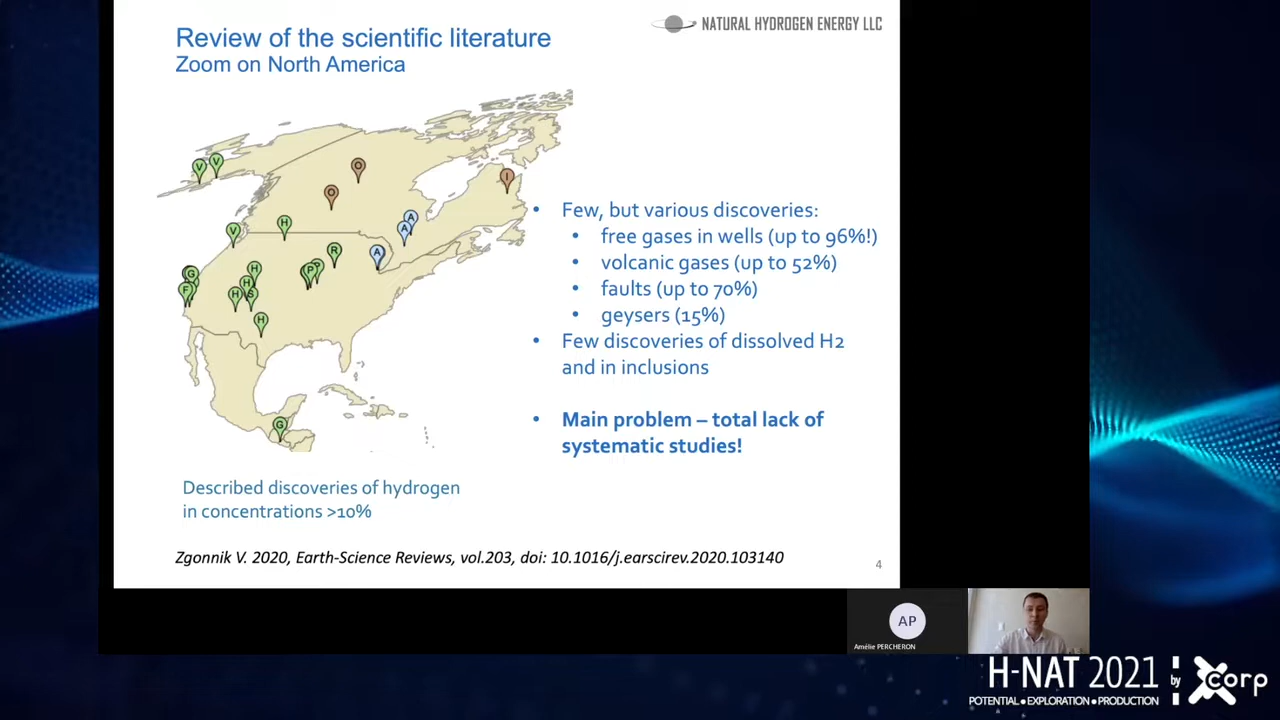 Review of the scientific literature
Zoom on North America
NATURAL HYDROGEN ENERGY LLC
V
V
O
O
I
A
A
V
H
R
A
G
F
H
H
H
S
P
P
H
G
• Few, but various discoveries:
• free gases in wells (up to 96%!)
• volcanic gases (up to 52%)
• faults (up to 70%)
• geysers (15%)
• Few discoveries of dissolved H2
and in inclusions
• Main problem – total lack of
systematic studies!
Described discoveries of hydrogen
in concentrations >10%
Zgonnik V. 2020, Earth-Science Reviews, vol.203, doi: 10.1016/j.earscirev.2020.103140
4
AP
Amélie PERCHERON
H-NAT 2021 by Xcorp
POTENTIAL●EXPLORATION●PRODUCTION